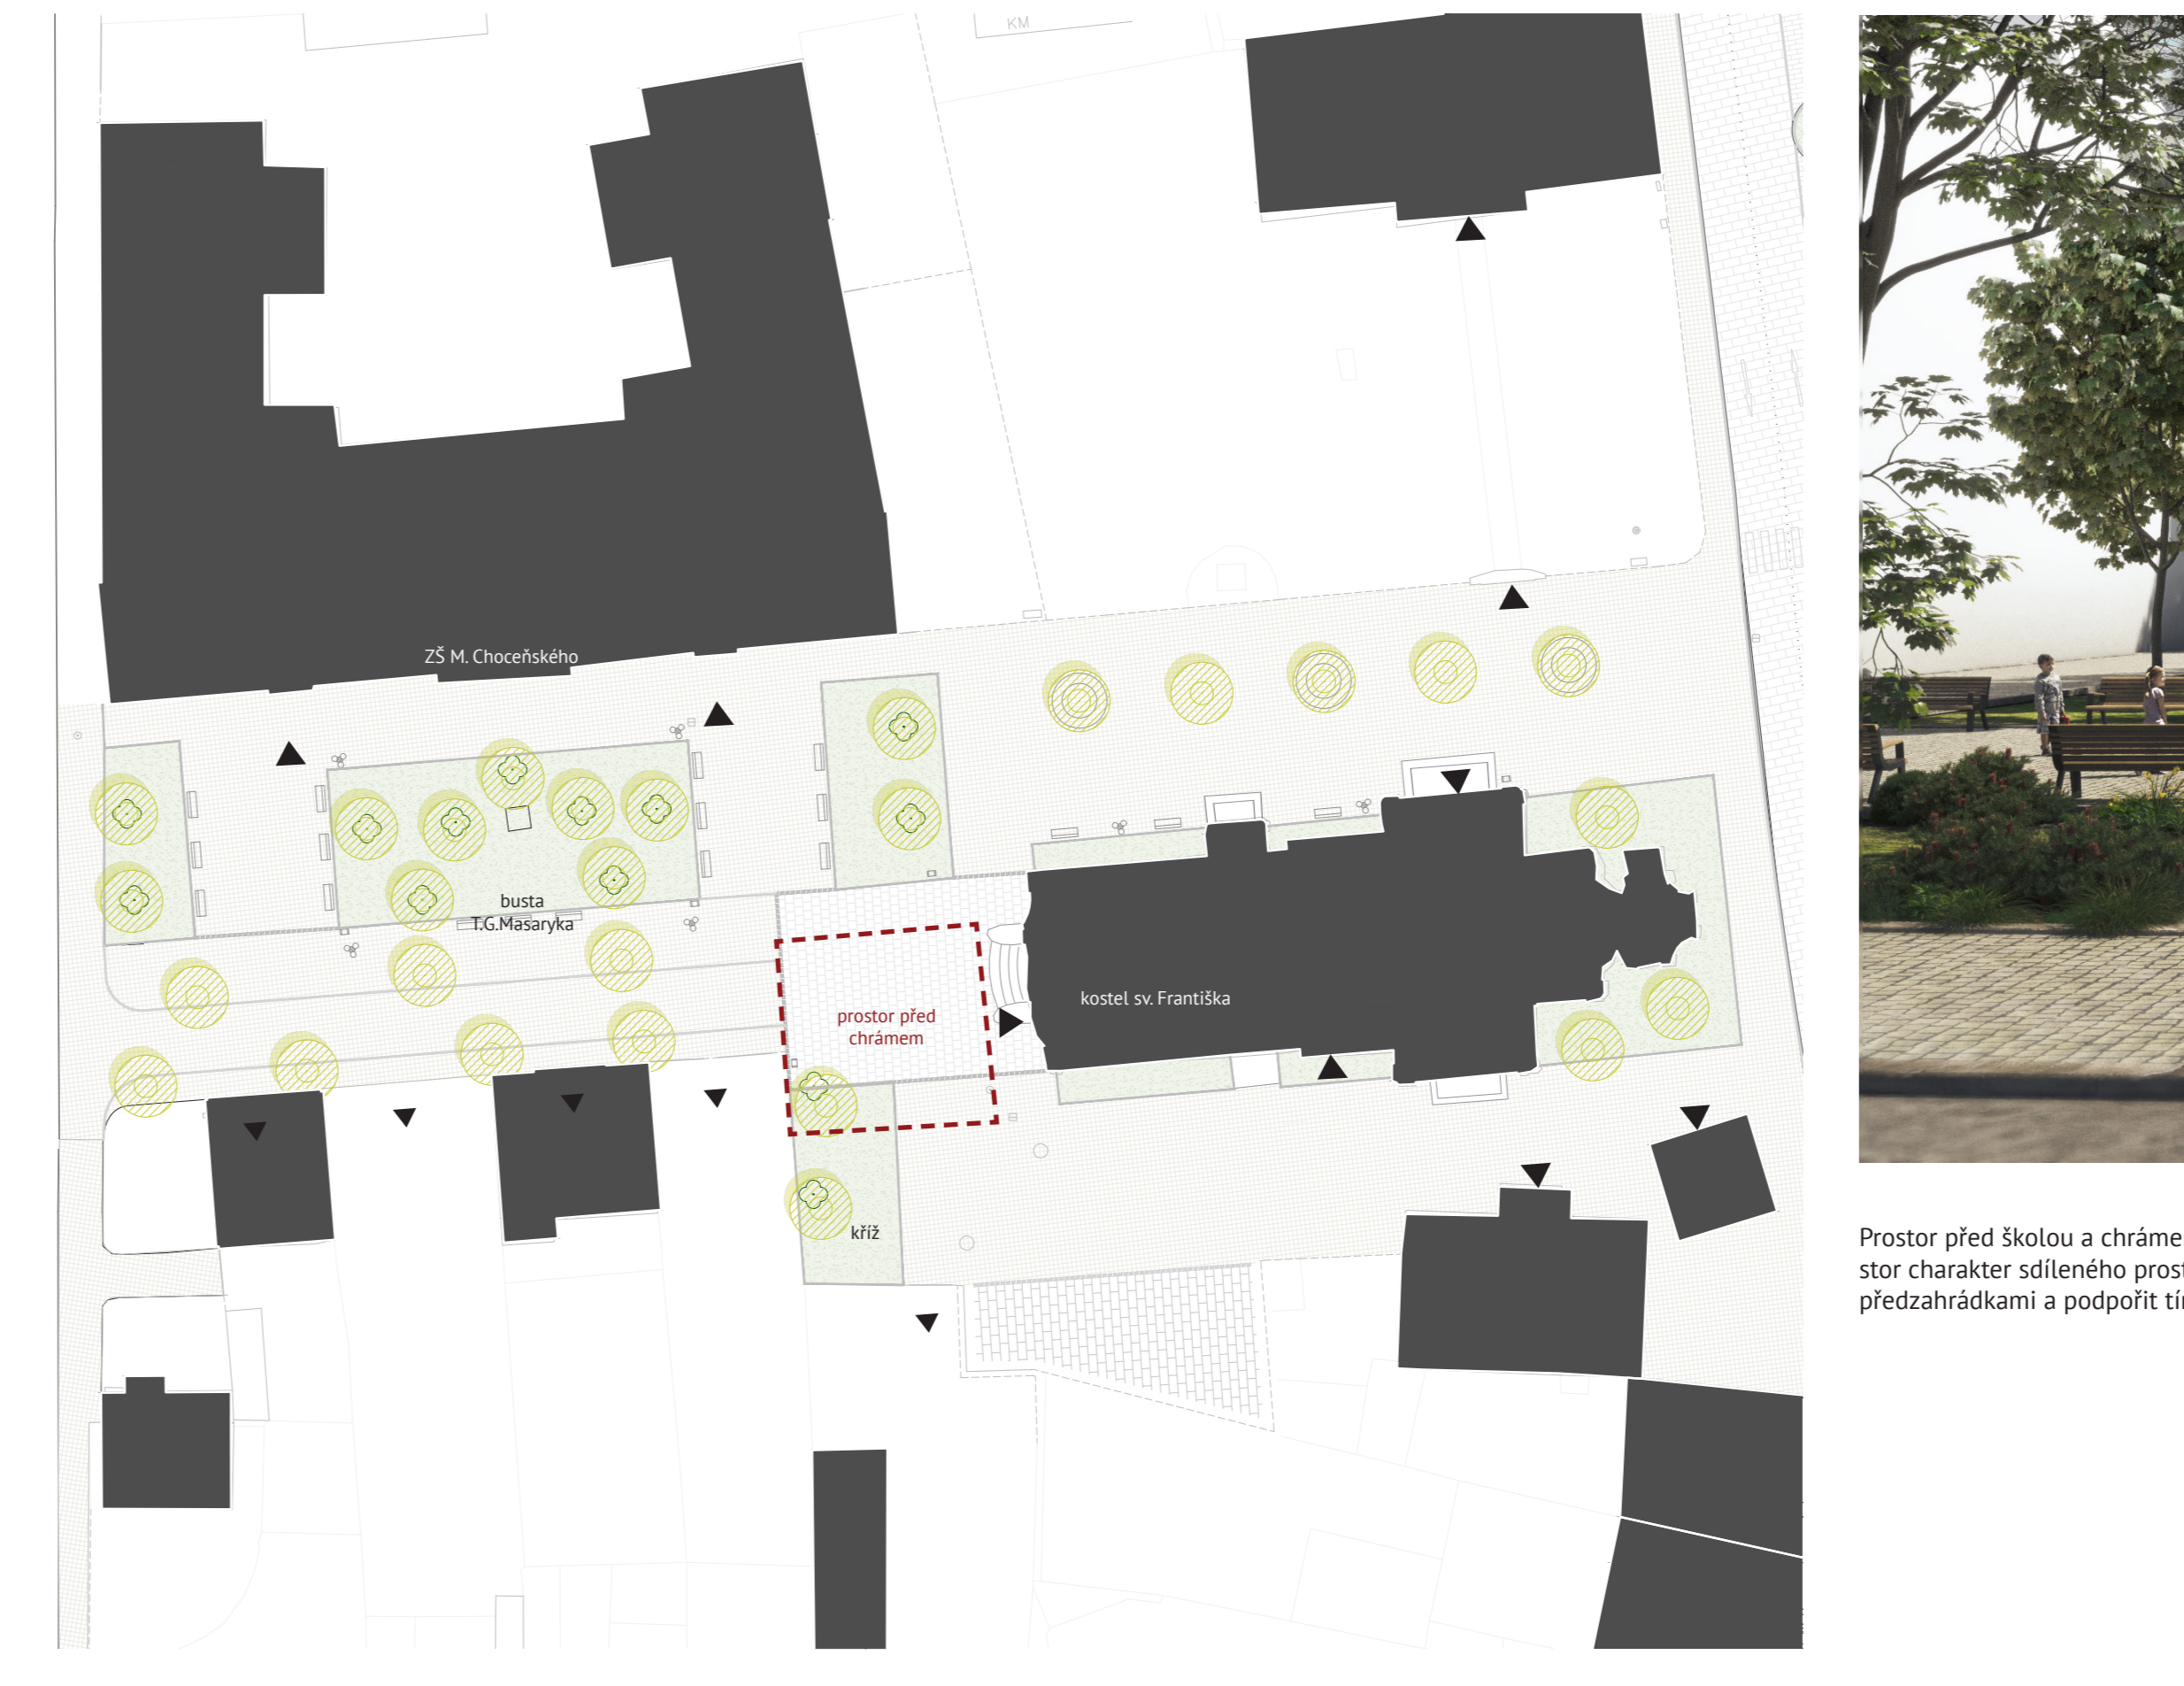 KM
ZŠ M. Choceňského
busta
T.G.Masaryka
prostor před
chrámem
kostel sv. Františka
kříž
Prostor před školou a chráme
stor charakter sdíleného prost
předzahrádkami a podpořit tí